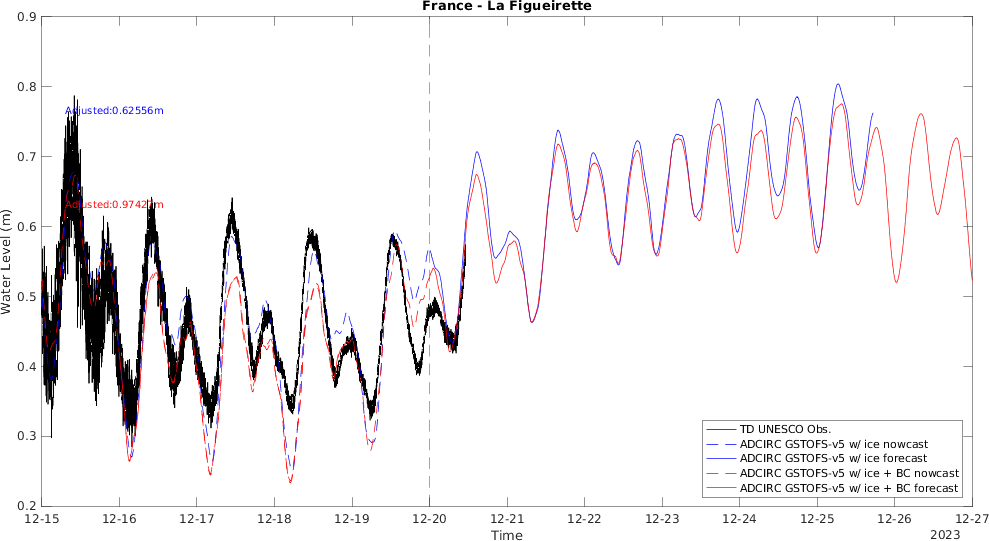 France - La Figueirette
0.9
0.8
0.7
0.6
0.5
0.4
0.3
0.2
Water Level (m)
Adjusted:0.62556m
12-15
12-16
12-17
12-18
12-19
12-20
12-21
12-22
12-23
12-24
12-25
12-26
12-27
Time
2023
TD UNESCO Obs.
ADCIRC GSTOFS-v5 w/ ice nowcast
ADCIRC GSTOFS-v5 w/ ice forecast
ADCIRC GSTOFS-v5 w/ ice + BC nowcast
ADCIRC GSTOFS-v5 w/ ice + BC forecast